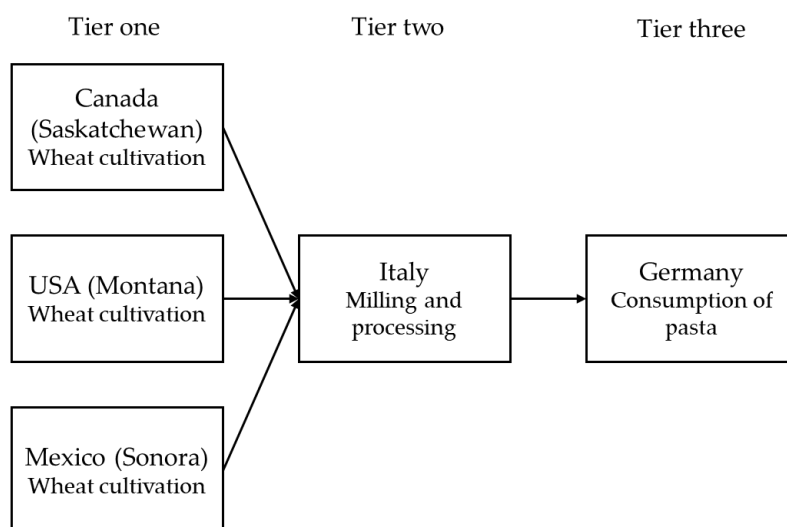 Tier one
Tier two
Tier three
Canada
(Saskatchewan)
Wheat cultivation
USA (Montana)
Wheat cultivation
Mexico (Sonora)
Wheat cultivation
Italy
Milling and
processing
Germany
Consumption of
pasta